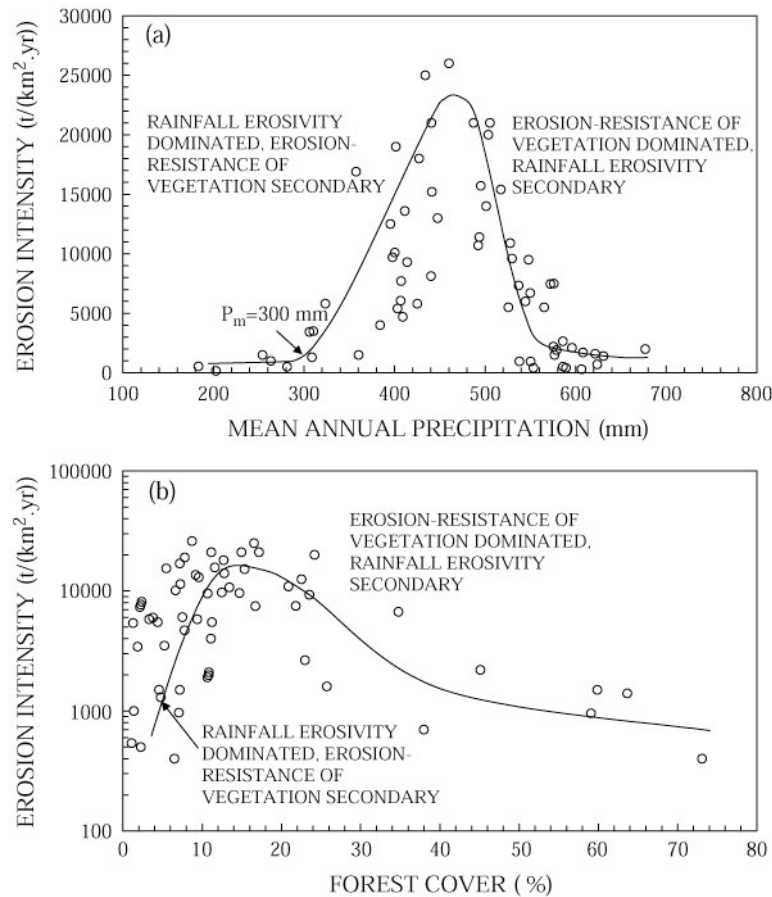 (a)
30000
25000
20000
15000
10000
5000
0
EROSION INTENSITY (t/(km².yr))
RAINFALL EROSIVITY
DOMINATED, EROSION-
RESISTANCE OF
VEGETATION SECONDARY
EROSION-RESISTANCE OF
VEGETATION DOMINATED,
RAINFALL EROSIVITY
SECONDARY
Pₘ=300 mm
100 200 300 400 500 600 700 800
MEAN ANNUAL PRECIPITATION (mm)
(b)
100000
10000
1000
100
EROSION INTENSITY (t/(km².yr))
EROSION-RESISTANCE OF
VEGETATION DOMINATED,
RAINFALL EROSIVITY
SECONDARY
RAINFALL EROSIVITY
DOMINATED, EROSION-
RESISTANCE OF
VEGETATION SECONDARY
0 10 20 30 40 50 60 70 80
FOREST COVER ( %)